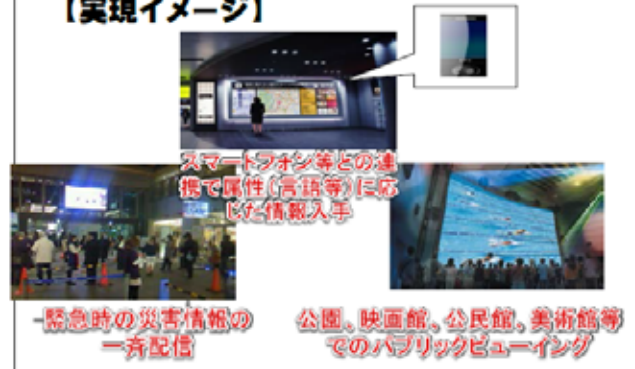 【実現イメージ】
スマートフォン等との連
携で属性(言語等)に応
じた情報入手
緊急時の災害情報の
一斉配信
公園、映画館、公民館、美術館等
でのパブリックビューイング